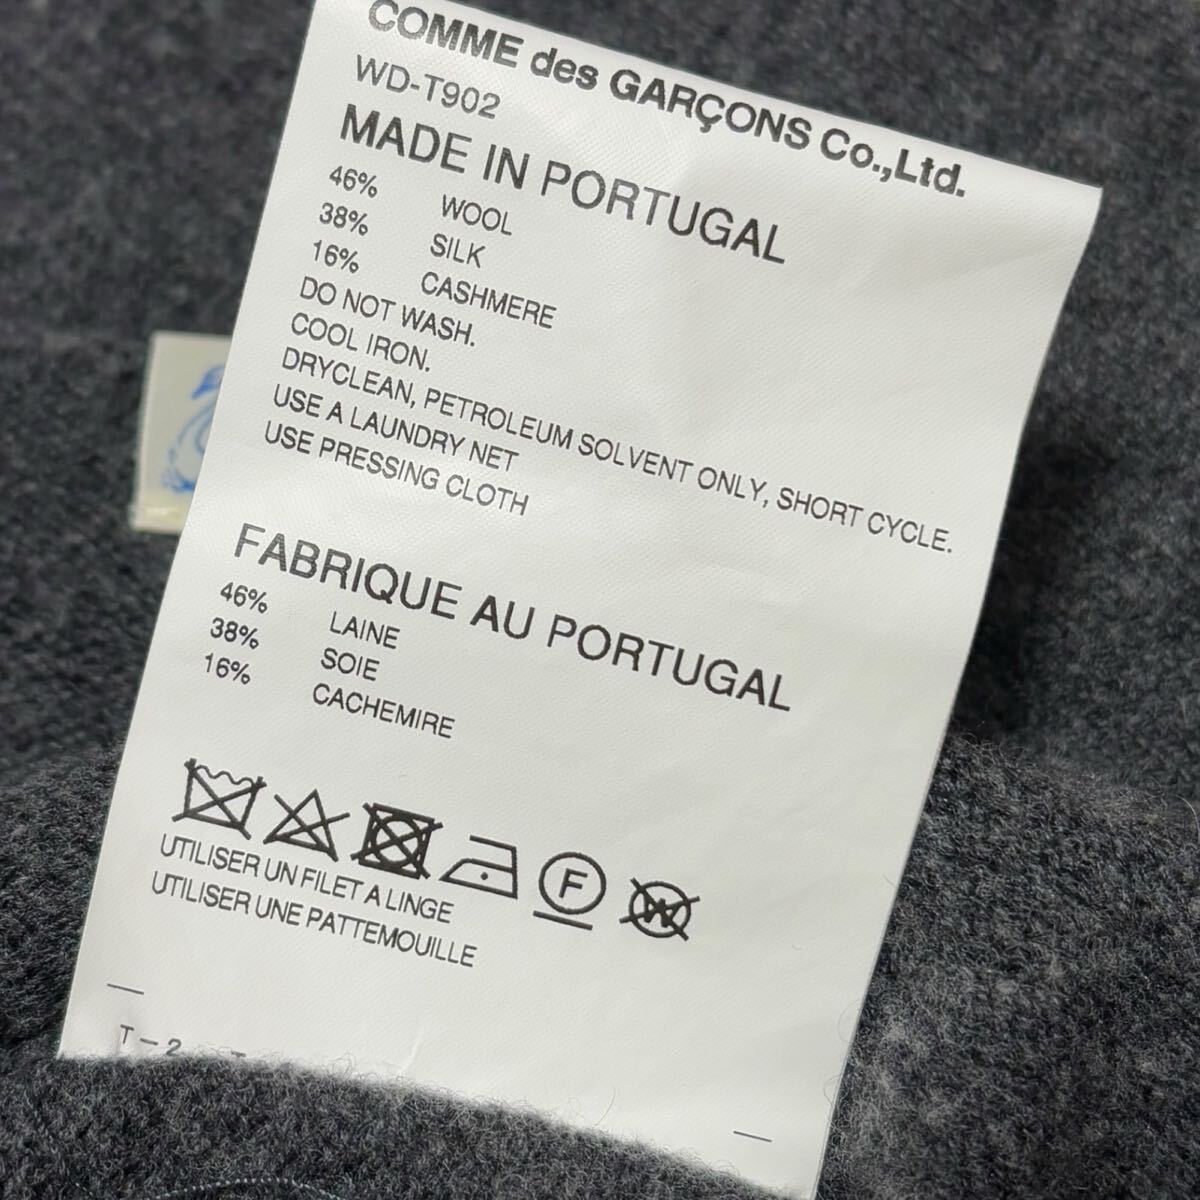 COMME des GARÇONS Co.,Ltd.
WD-T902
MADE IN PORTUGAL
46% WOOL
38% SILK
16% CASHMERE
DO NOT WASH.
COOL IRON.
DRYCLEAN, PETROLEUM SOLVENT ONLY, SHORT CYCLE.
USE A LAUNDRY NET
USE PRESSING CLOTH
FABRIQUE AU PORTUGAL
46% LAINE
38% SOIE
16% CACHEMIRE
F W
UTILISER UN FILET A LINGE
UTILISER UNE PATTEMOUILLE
T-2